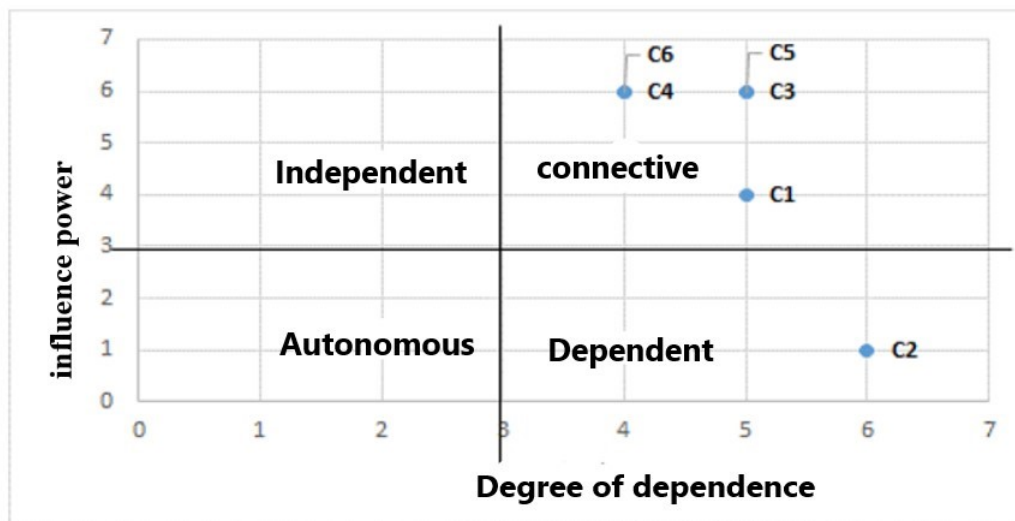 7
C6
C5
6
C4
C3
5
Independent
connective
4
C1
3
2
Autonomous
Dependent
1
C2
0
0 1 2 3 4 5 6 7
influence power
Degree of dependence